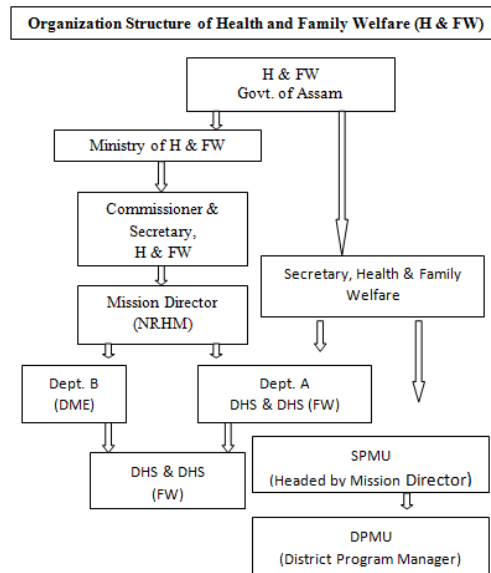 Organization Structure of Health and Family Welfare (H & FW)
H & FW
Govt. of Assam
Ministry of H & FW
Commissioner &
Secretary,
H & FW
Secretary, Health & Family
Welfare
Mission Director
(NRHM)
Dept. B
(DME)
Dept. A
DHS & DHS (FW)
DHS & DHS
(FW)
SPMU
(Headed by Mission Director)
DPMU
(District Program Manager)